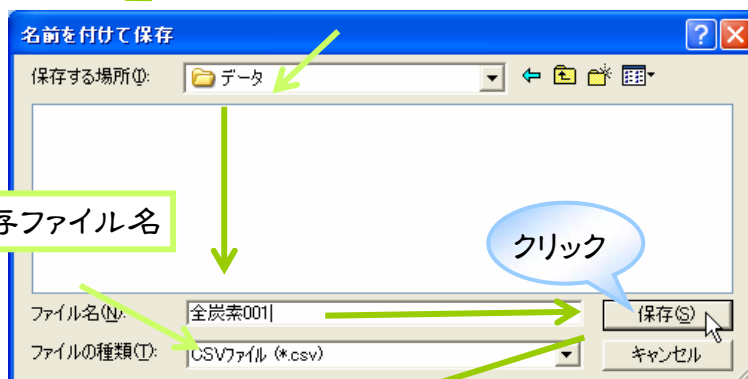 名前を付けて保存
保存する場所(I):
データ
存ファイル名
クリック
ファイル名(N):
全炭素001
保存(S)
ファイルの種類(T):
CSVファイル (*.csv)
キャンセル